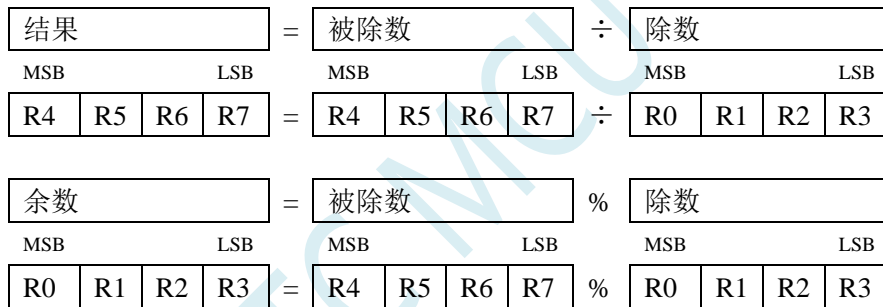 结果 = 被除数 ÷ 除数
MSB LSB MSB LSB MSB LSB
R4 R5 R6 R7 = R4 R5 R6 R7 ÷ R0 R1 R2 R3
余数 = 被除数 % 除数
MSB LSB MSB LSB MSB LSB
R0 R1 R2 R3 = R4 R5 R6 R7 % R0 R1 R2 R3
MCU